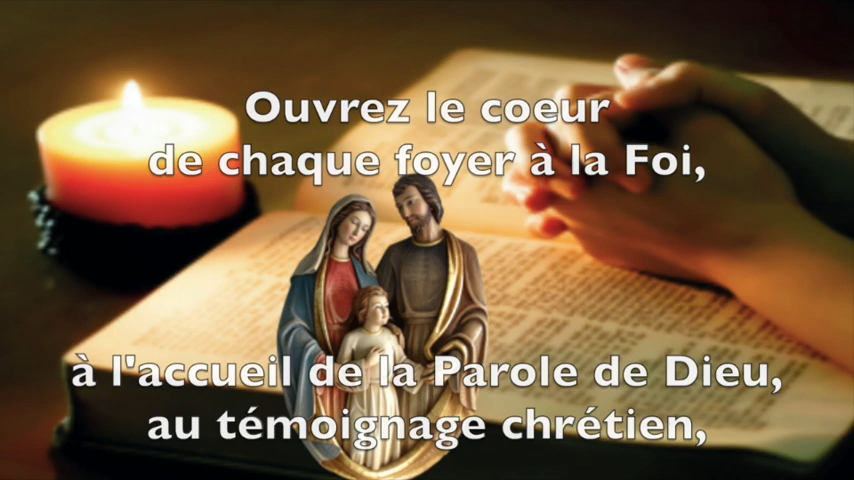 Ouvrez le coeur
de chaque foyer à la Foi,
à l'accueil de la Parole de Dieu,
au témoignage chrétien,